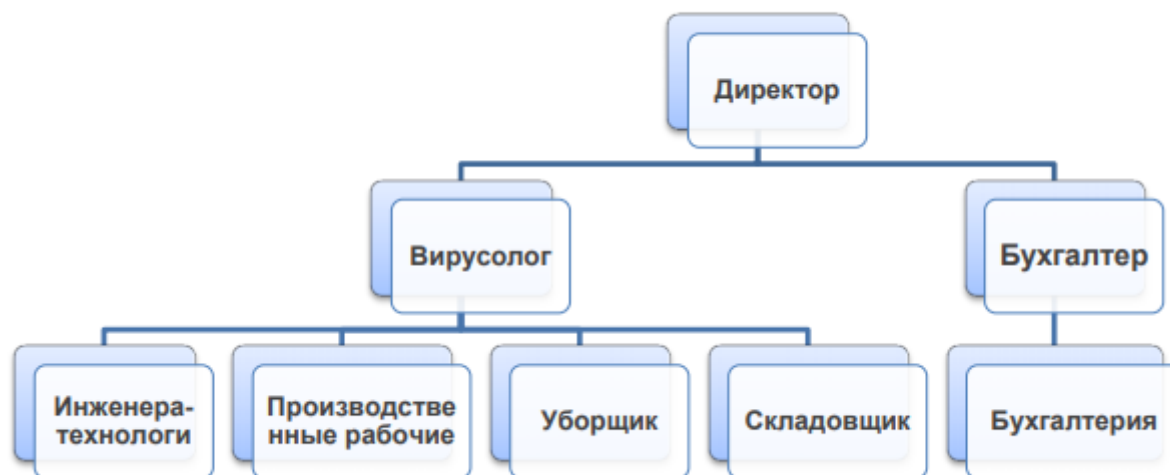 Директор
Вирусолог
Бухгалтер
Инженера-
технологи
Производстве
нные рабочие
Уборщик
Складовщик
Бухгалтерия